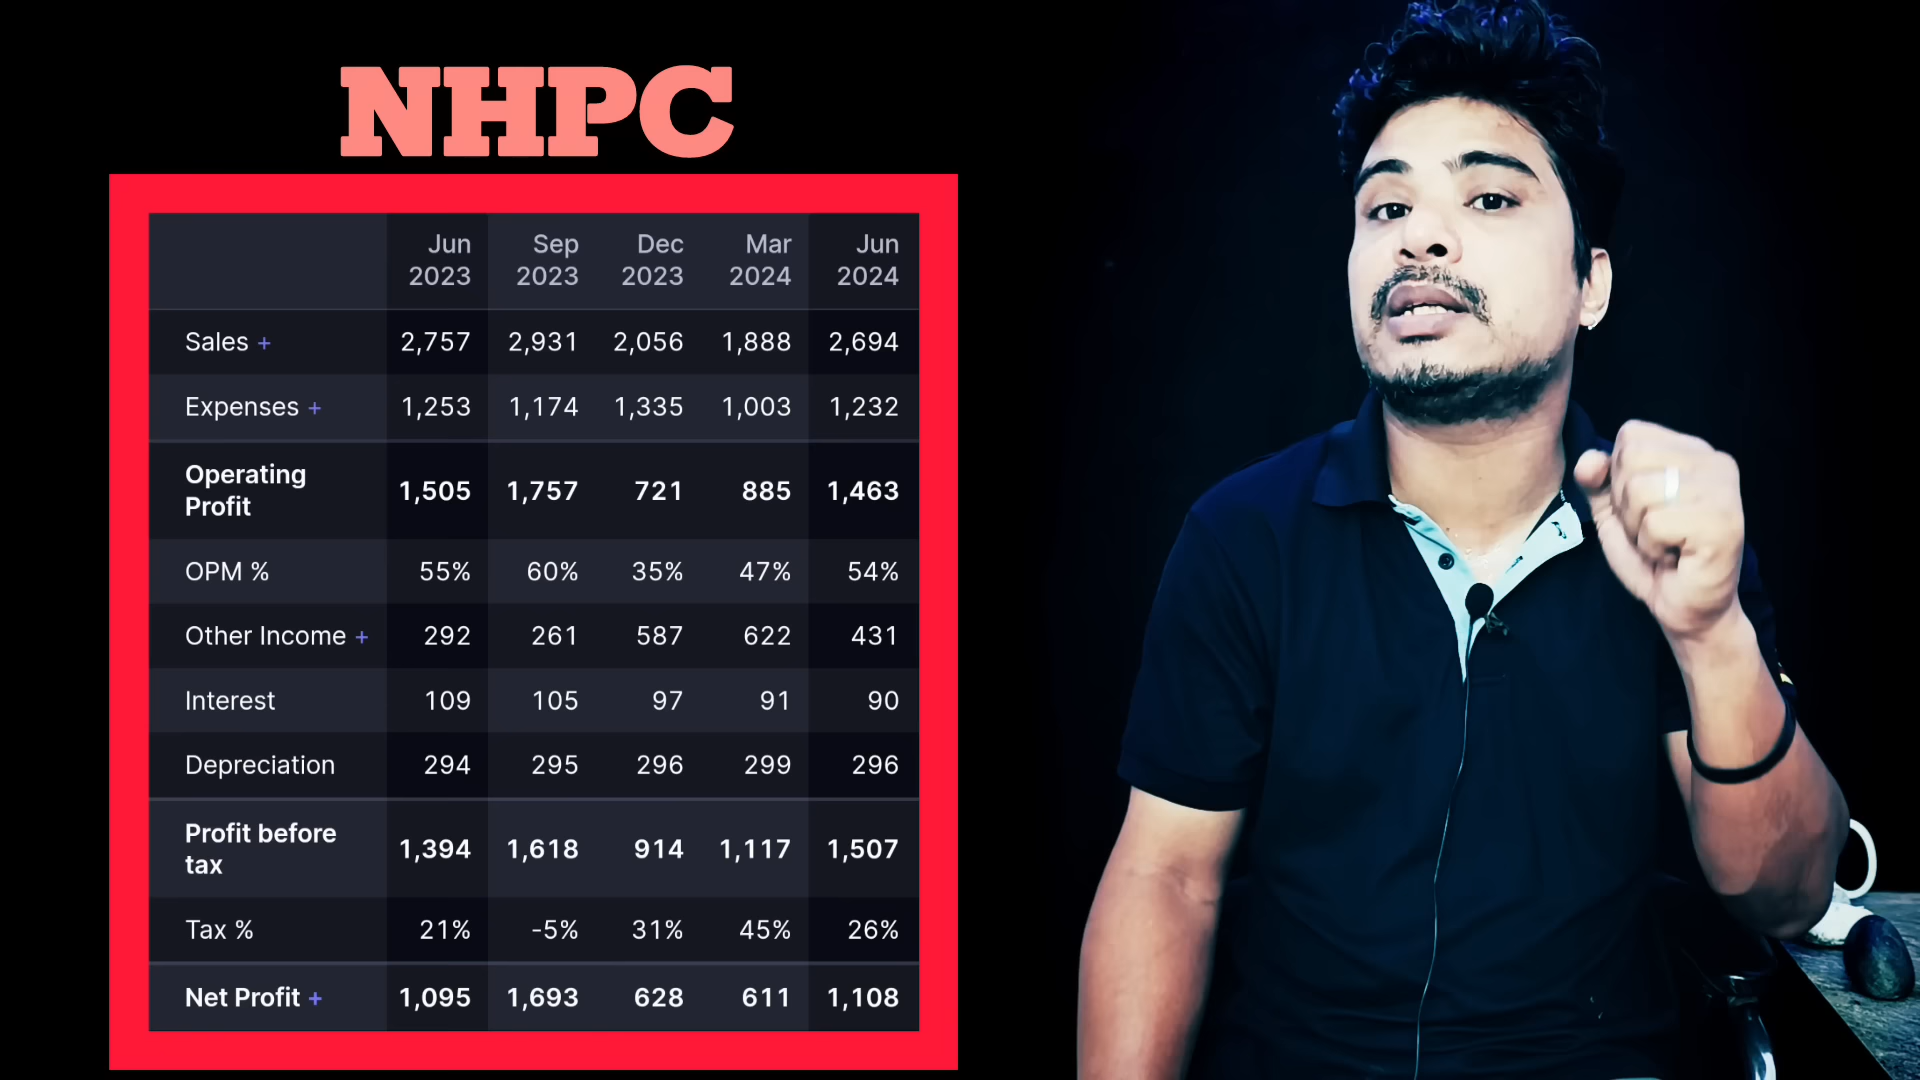 NHPC
Jun 2023 Sep 2023 Dec 2023 Mar 2024 Jun 2024
Sales + 2,757 2,931 2,056 1,888 2,694
Expenses + 1,253 1,174 1,335 1,003 1,232
Operating Profit 1,505 1,757 721 885 1,463
OPM % 55% 60% 35% 47% 54%
Other Income + 292 261 587 622 431
Interest 109 105 97 91 90
Depreciation 294 295 296 299 296
Profit before tax 1,394 1,618 914 1,117 1,507
Tax % 21% -5% 31% 45% 26%
Net Profit + 1,095 1,693 628 611 1,108